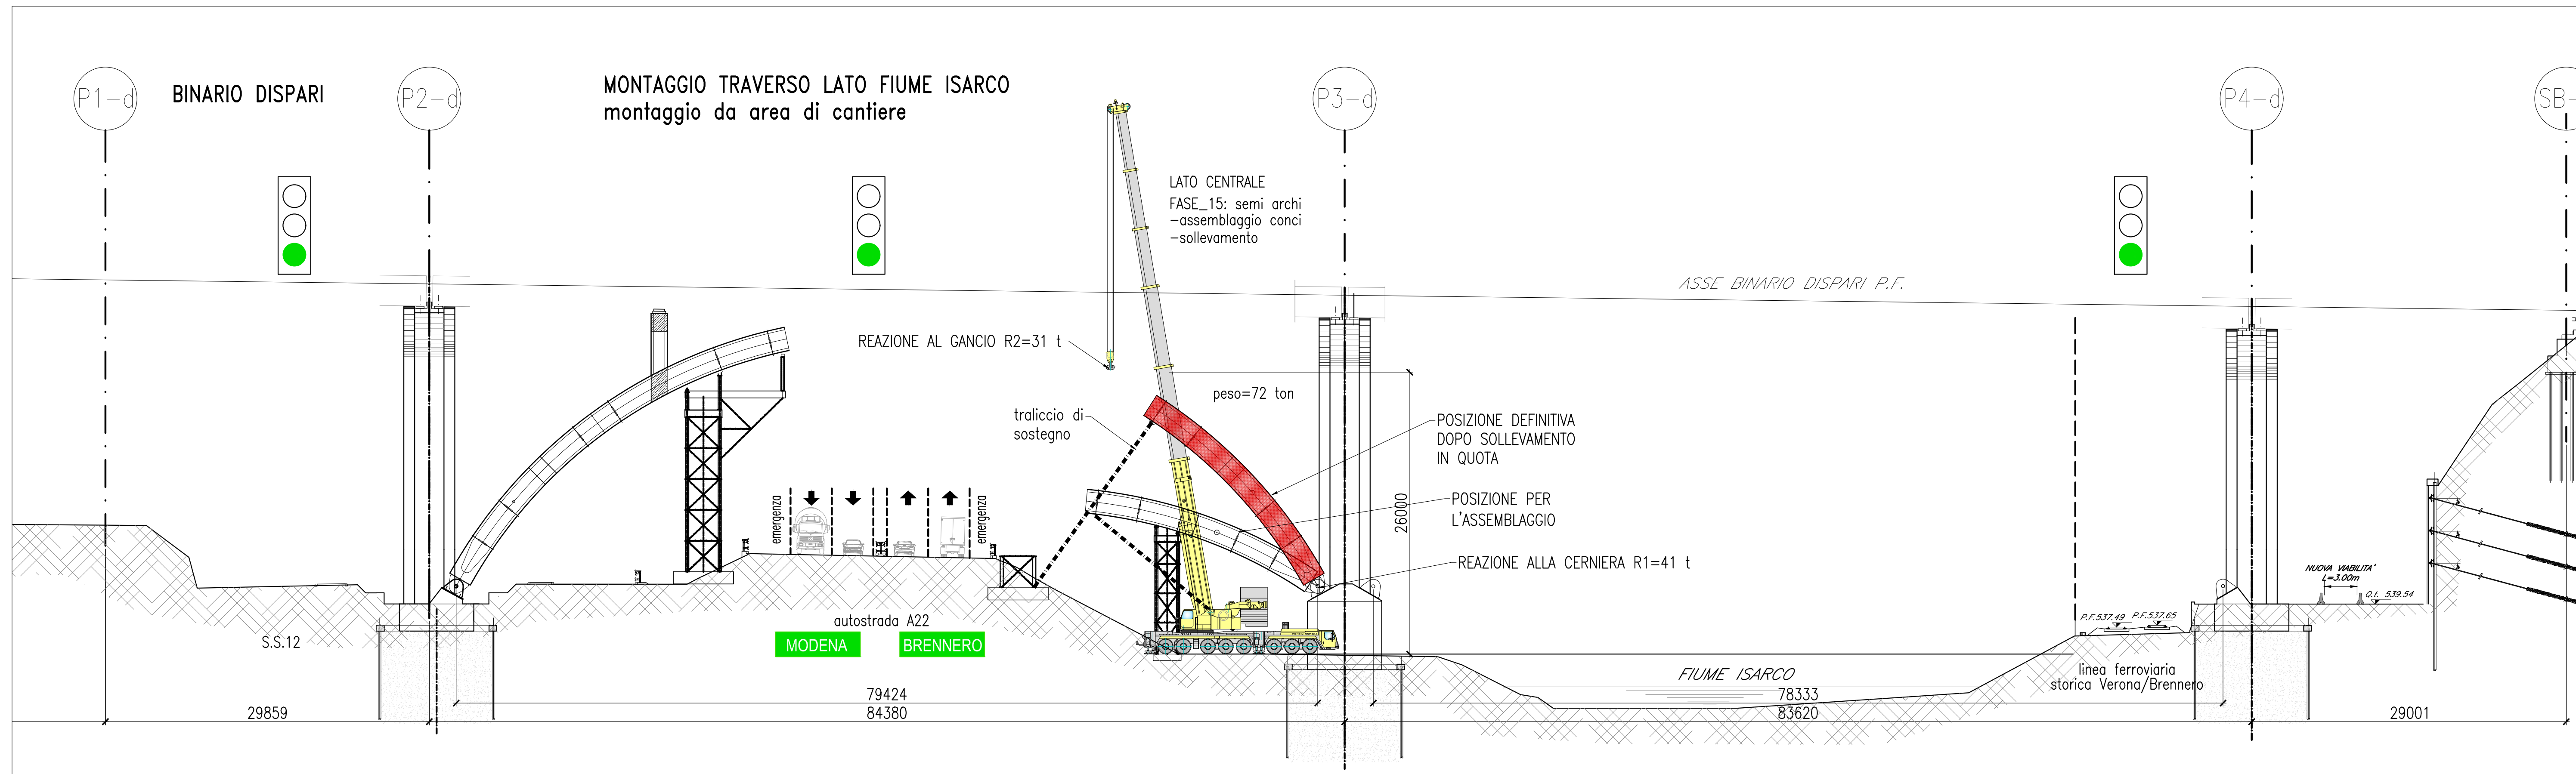 P1-d
BINARIO DISPARI
P2-d
MONTAGGIO TRAVERSO LATO FIUME ISARCO
montaggio da area di cantiere
P3-d
P4-d
SB-
LATO CENTRALE
FASE_15: semi archi
-assemblaggio conci
-sollevamento
ASSE BINARIO DISPARI P.F.
REAZIONE AL GANCIO R2=31 t
peso=72 ton
traliccio di
sostegno
POSIZIONE DEFINITIVA
DOPO SOLLEVAMENTO
IN QUOTA
POSIZIONE PER
L'ASSEMBLAGGIO
26000
REAZIONE ALLA CERNIERA R1=41 t
emergenza
emergenza
NUOVA VIABILITA'
L=3.00m
Q.t. 539.54
P.F.537.49
P.F.537.65
autostrada A22
S.S.12
MODENA
BRENNERO
FIUME ISARCO
linea ferroviaria
storica Verona/Brennero
79424
78333
29859
84380
83620
29001